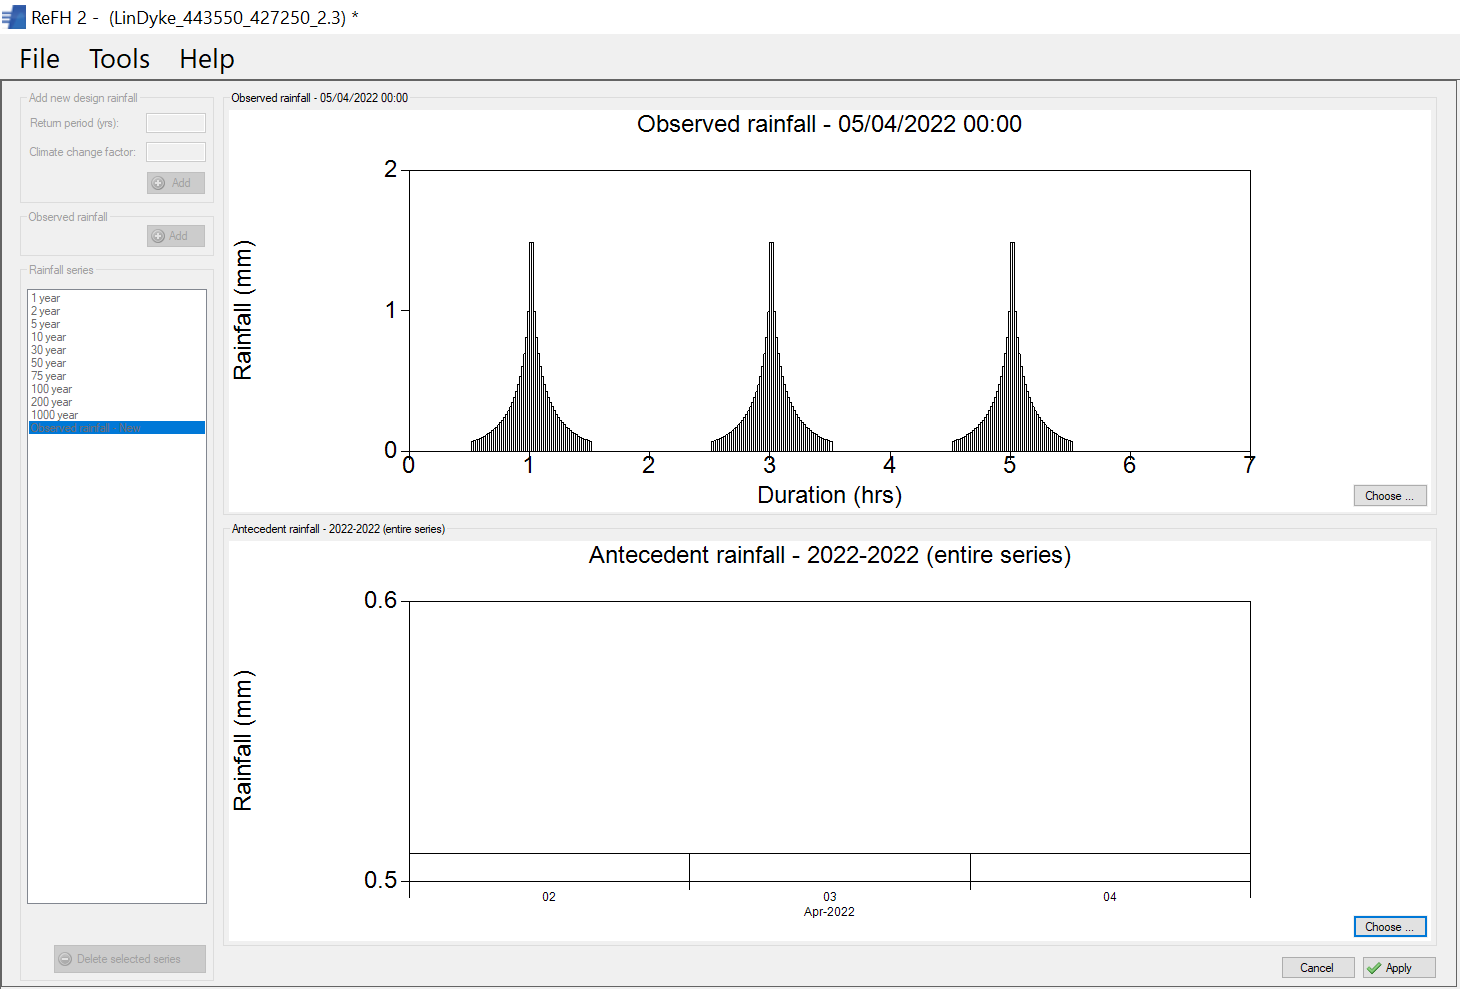 ReFH 2 -  (LinDyke_443550_427250_2.3) *
File Tools Help
Add new design rainfall
Return period (yrs):
Climate change factor:
Add
Observed rainfall
Add
Rainfall series
1 year
2 year
5 year
10 year
30 year
50 year
75 year
100 year
200 year
1000 year
Observed rainfall - New
Delete selected series
Observed rainfall - 05/04/2022 00:00
Observed rainfall - 05/04/2022 00:00
2
1
0
Rainfall (mm)
0 1 2 3 4 5 6 7
Duration (hrs)
Choose ...
Antecedent rainfall - 2022-2022 (entire series)
Antecedent rainfall - 2022-2022 (entire series)
0.6
0.5
Rainfall (mm)
02 03 04
Apr-2022
Choose ...
Cancel Apply